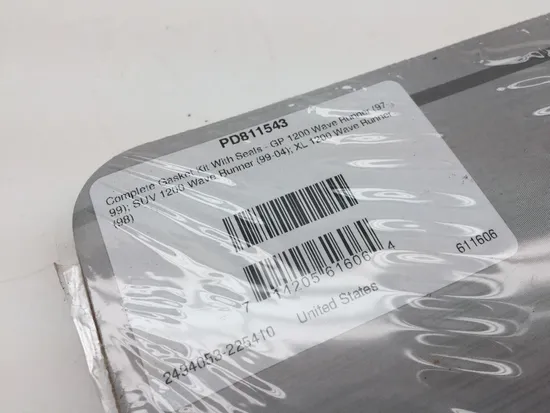 PD811543
Complete Gasket Kit With Seals - GP 1200 Wave Runner (97-
99); SUV 1200 Wave Runner (99-04); XL 1200 Wave Runner
(98)
7 11205 61606 4
611606
2494053-225410 United States